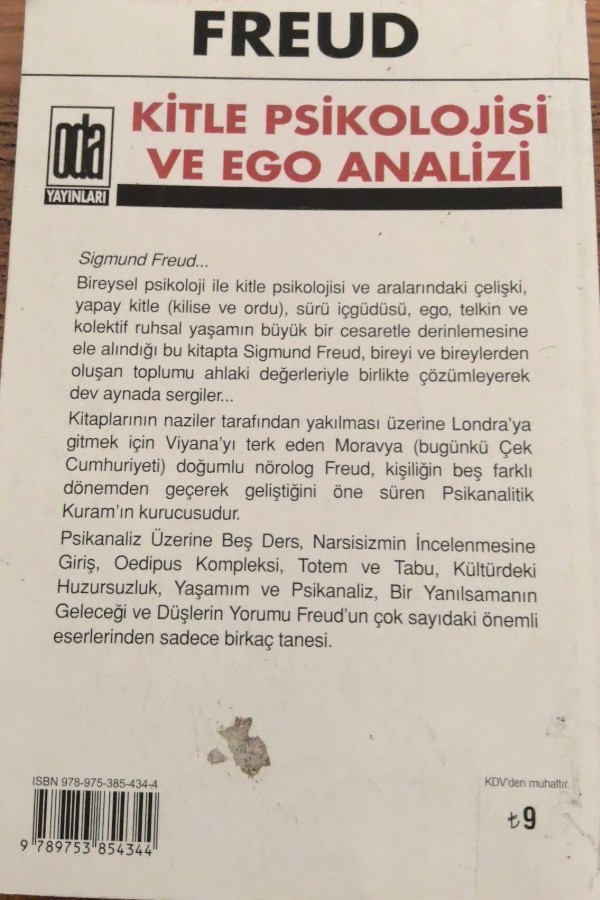 FREUD
oda
YAYINLARI
KİTLE PSİKOLOJİSİ
VE EGO ANALİZİ
Sigmund Freud...
Bireysel psikoloji ile kitle psikolojisi ve aralarındaki çelişki,
yapay kitle (kilise ve ordu), sürü içgüdüsü, ego, telkin ve
kolektif ruhsal yaşamın büyük bir cesaretle derinlemesine
ele alındığı bu kitapta Sigmund Freud, bireyi ve bireylerden
oluşan toplumu ahlaki değerleriyle birlikte çözümleyerek
dev aynada sergiler...
Kitaplarının naziler tarafından yakılması üzerine Londra'ya
gitmek için Viyana'yı terk eden Moravya (bugünkü Çek
Cumhuriyeti) doğumlu nörolog Freud, kişiliğin beş farklı
dönemden geçerek geliştiğini öne süren Psikanalitik
Kuram'ın kurucusudur.
Psikanaliz Üzerine Beş Ders, Narsisizmin İncelenmesine
Giriş, Oedipus Kompleksi, Totem ve Tabu, Kültürdeki
Huzursuzluk, Yaşamım ve Psikanaliz, Bir Yanılsamanın
Geleceği ve Düşlerin Yorumu Freud'un çok sayıdaki önemli
eserlerinden sadece birkaç tanesi.
ISBN 978-975-385-434-4
9 789753 854344
KDV'den muhaftır.
₺9